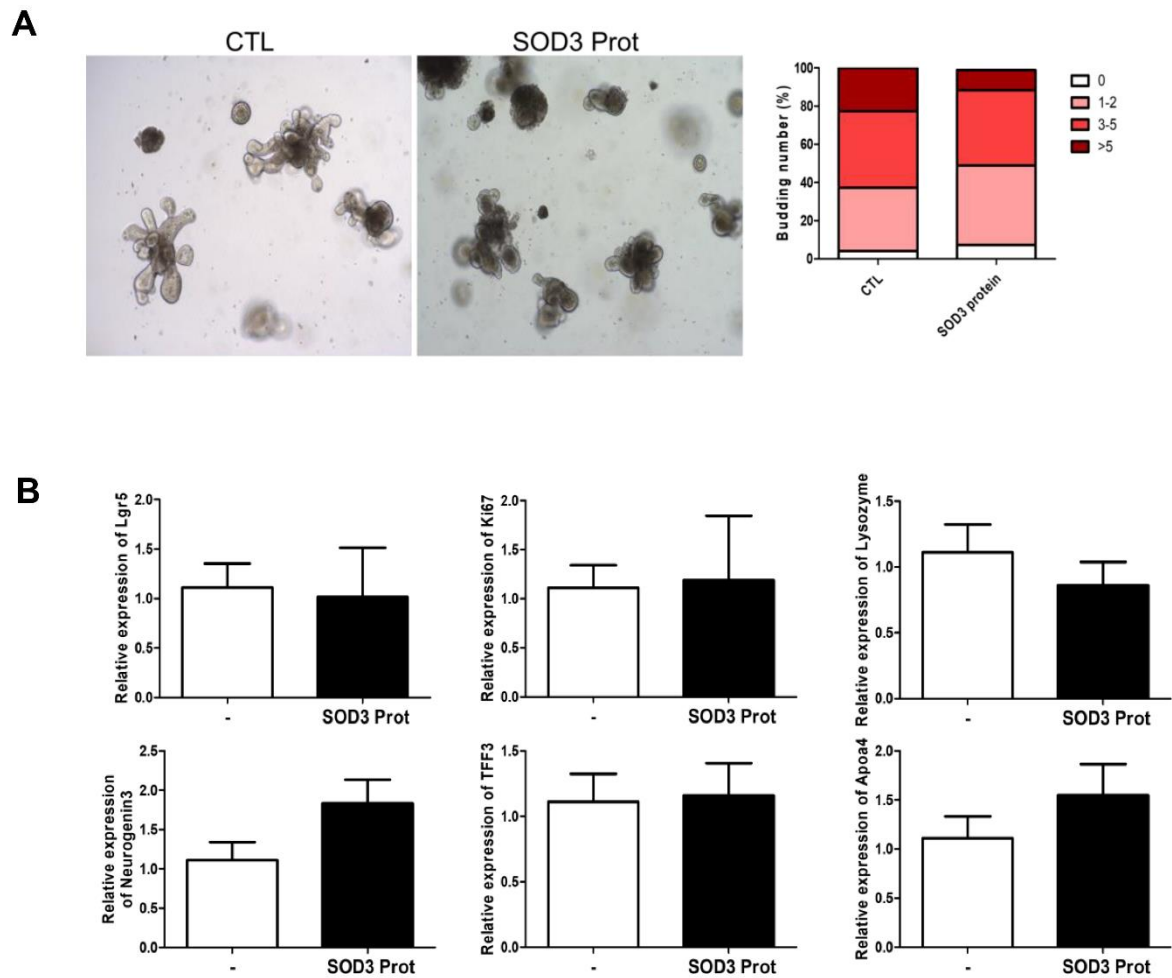 A
CTL
SOD3 Prot
100
80
60
40
20
0
Budding number (%)
CTL
SOD3 protein
0
1-2
3-5
>5
B
Relative expression of Lgr5
2.0
1.5
1.0
0.5
0.0
-
SOD3 Prot
Relative expression of Ki67
2.0
1.5
1.0
0.5
0.0
-
SOD3 Prot
Relative expression of Lysozyme
1.5
1.0
0.5
0.0
-
SOD3 Prot
Relative expression
of Neurogenin3
2.5
2.0
1.5
1.0
0.5
0.0
-
SOD3 Prot
Relative expression of TFF3
1.5
1.0
0.5
0.0
-
SOD3 Prot
Relative expression of Apoa4
2.0
1.5
1.0
0.5
0.0
-
SOD3 Prot